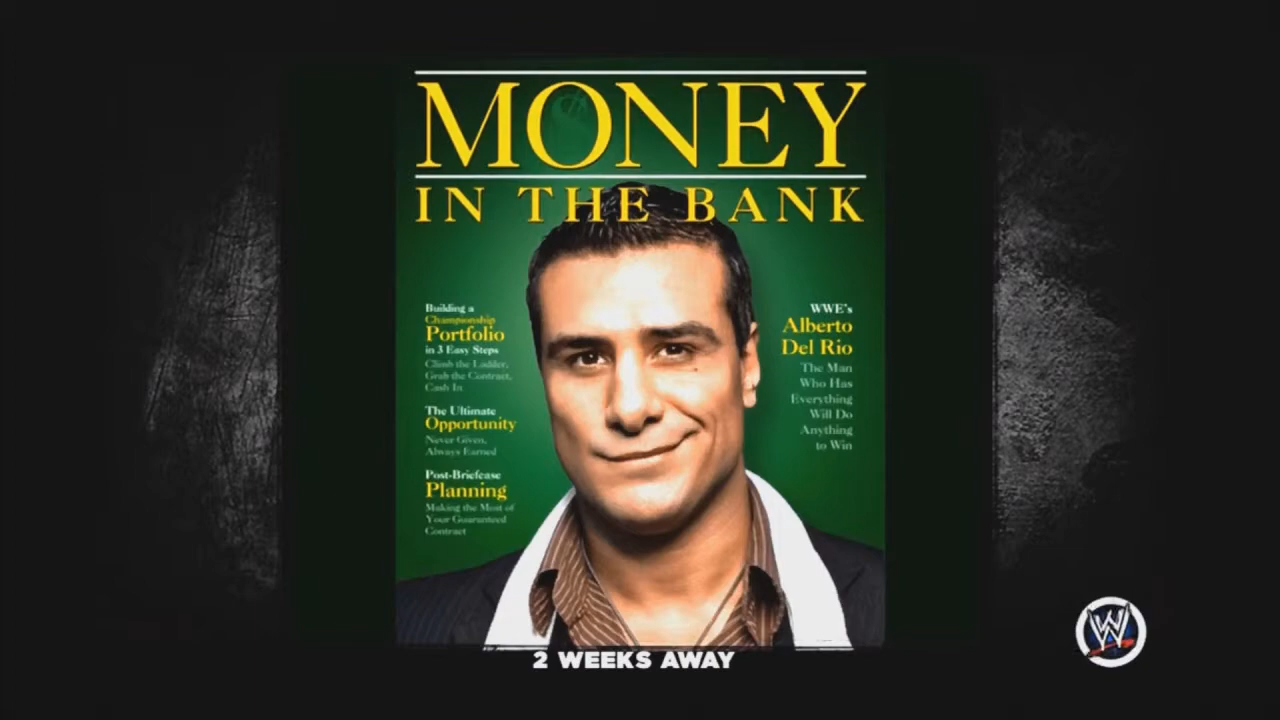 MONEY
IN THE BANK
Building a
Championship
Portfolio
in 3 Easy Steps
Climb the Ladder,
Grab the Contract,
Cash In
The Ultimate
Opportunity
Never Given,
Always Earned
Post-Briefcase
Planning
Making the Most of
Your Guaranteed
Contract
WWE's
Alberto
Del Rio
The Man
Who Has
Everything
Will Do
Anything
to Win
2 WEEKS AWAY
W